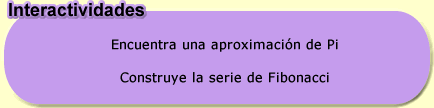 Interactividades
Encuentra una aproximación de Pi
Construye la serie de Fibonacci